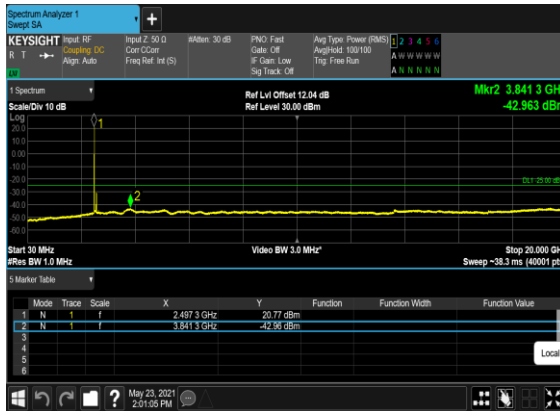 Spectrum Analyzer 1
Swept SA
+
KEYSIGHT Input: RF Input Z: 50 Ω #Atten: 30 dB PNO: Fast Avg Type: Power (RMS) 1 2 3 4 5 6
R T Coupling: DC Corr CCorr Gate: Off Avg|Hold: 100/100 A W W W W W
Align: Auto Freq Ref: Int (S) IF Gain: Low Trig: Free Run
Sig Track: Off A N N N N N
1 Spectrum Ref Lvl Offset 12.04 dB Mkr2 3.841 3 GH
Scale/Div 10 dB Ref Level 30.00 dBm -42.963 dBr
Log
20.0
10.0
0.00
-10.0
-20.0
DL1 -25.00 dB
-30.0
-40.0
-50.0
-60.0
1
2
Start 30 MHz Video BW 3.0 MHz* Stop 20.000 GH
#Res BW 1.0 MHz Sweep ~38.3 ms (40001 pt
5 Marker Table
Mode Trace Scale X Y Function Function Width Function Value
1 N 1 f 2.497 3 GHz 20.77 dBm
2 N 1 f 3.841 3 GHz -42.96 dBm
3
4
5
6
Local
? May 23, 2021
2:01:05 PM